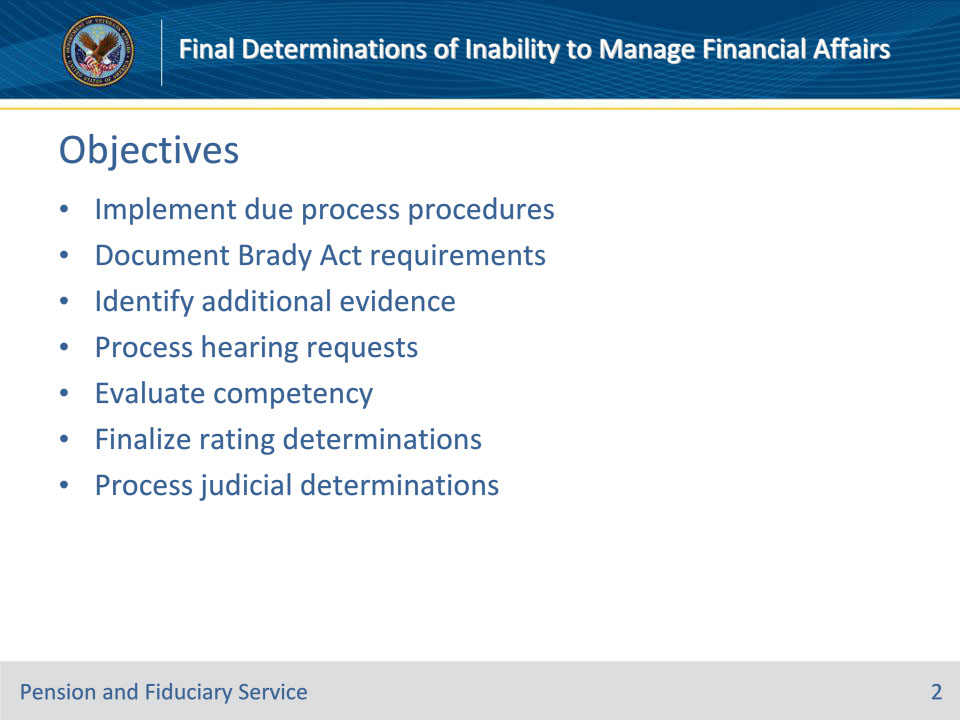 Final Determinations of Inability to Manage Financial Affairs
Objectives
• Implement due process procedures
• Document Brady Act requirements
• Identify additional evidence
• Process hearing requests
• Evaluate competency
• Finalize rating determinations
• Process judicial determinations
Pension and Fiduciary Service
2